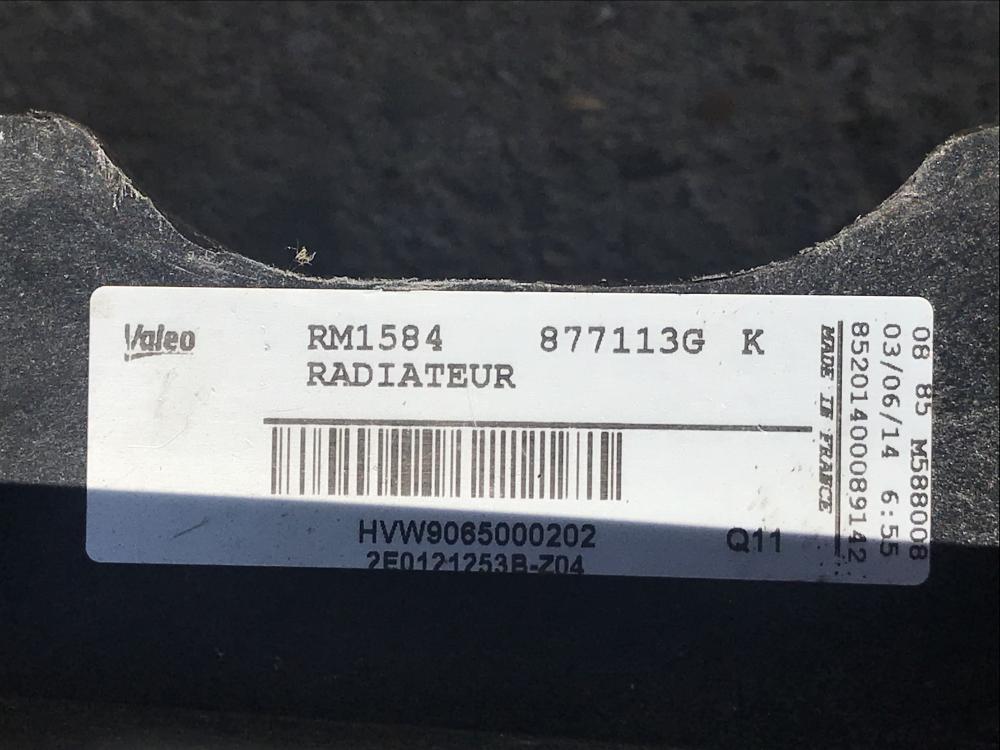 Valeo
RM1584 877113G K
RADIATEUR
HVW9065000202
2E0121253B-Z04
Q11
MADE IN FRANCE
85201400089142
03/06/14 6:55
08 85 M588008